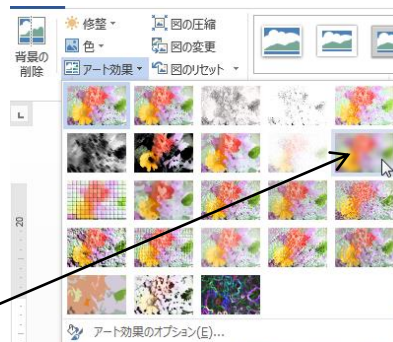 背景の
削除
修整
色
アート効果
図の圧縮
図の変更
図のリセット
L
20
アート効果のオプション(E)...